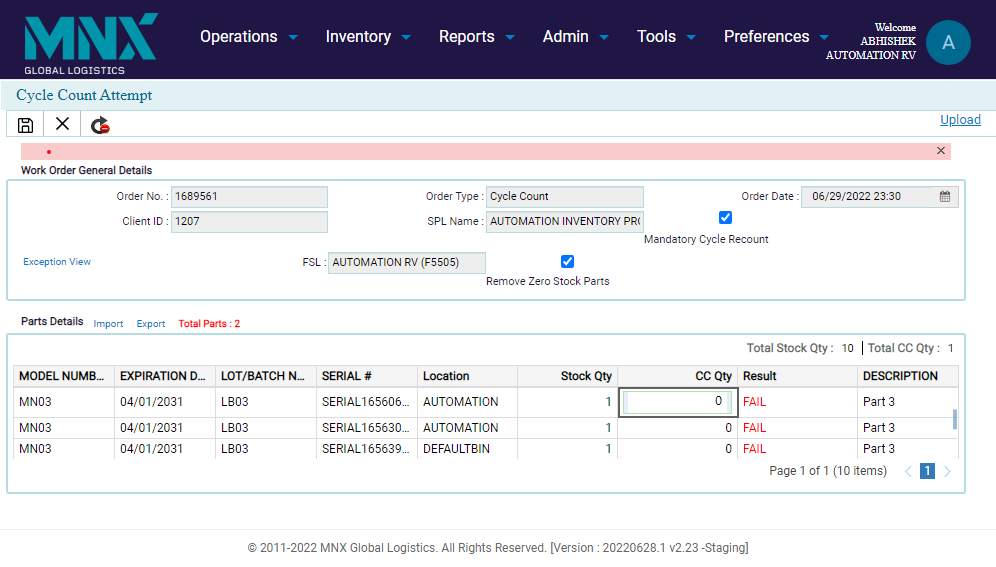 MNX
GLOBAL LOGISTICS
Operations Inventory Reports Admin Tools Preferences
Welcome
ABHISHEK
AUTOMATION RV
A
Cycle Count Attempt
Upload
Work Order General Details
Order No. : 1689561 Order Type : Cycle Count Order Date : 06/29/2022 23:30
Client ID : 1207 SPL Name : AUTOMATION INVENTORY PRO
Mandatory Cycle Recount
Exception View FSL : AUTOMATION RV (F5505)
Remove Zero Stock Parts
Parts Details Import Export Total Parts : 2
Total Stock Qty : 10 Total CC Qty : 1
MODEL NUMB... EXPIRATION D... LOT/BATCH N... SERIAL # Location Stock Qty CC Qty Result DESCRIPTION
MN03 04/01/2031 LB03 SERIAL165606... AUTOMATION 1 0 FAIL Part 3
MN03 04/01/2031 LB03 SERIAL165630... AUTOMATION 1 0 FAIL Part 3
MN03 04/01/2031 LB03 SERIAL165639... DEFAULTBIN 1 0 FAIL Part 3
Page 1 of 1 (10 items) 1
© 2011-2022 MNX Global Logistics. All Rights Reserved. [Version : 20220628.1 v2.23 -Staging]